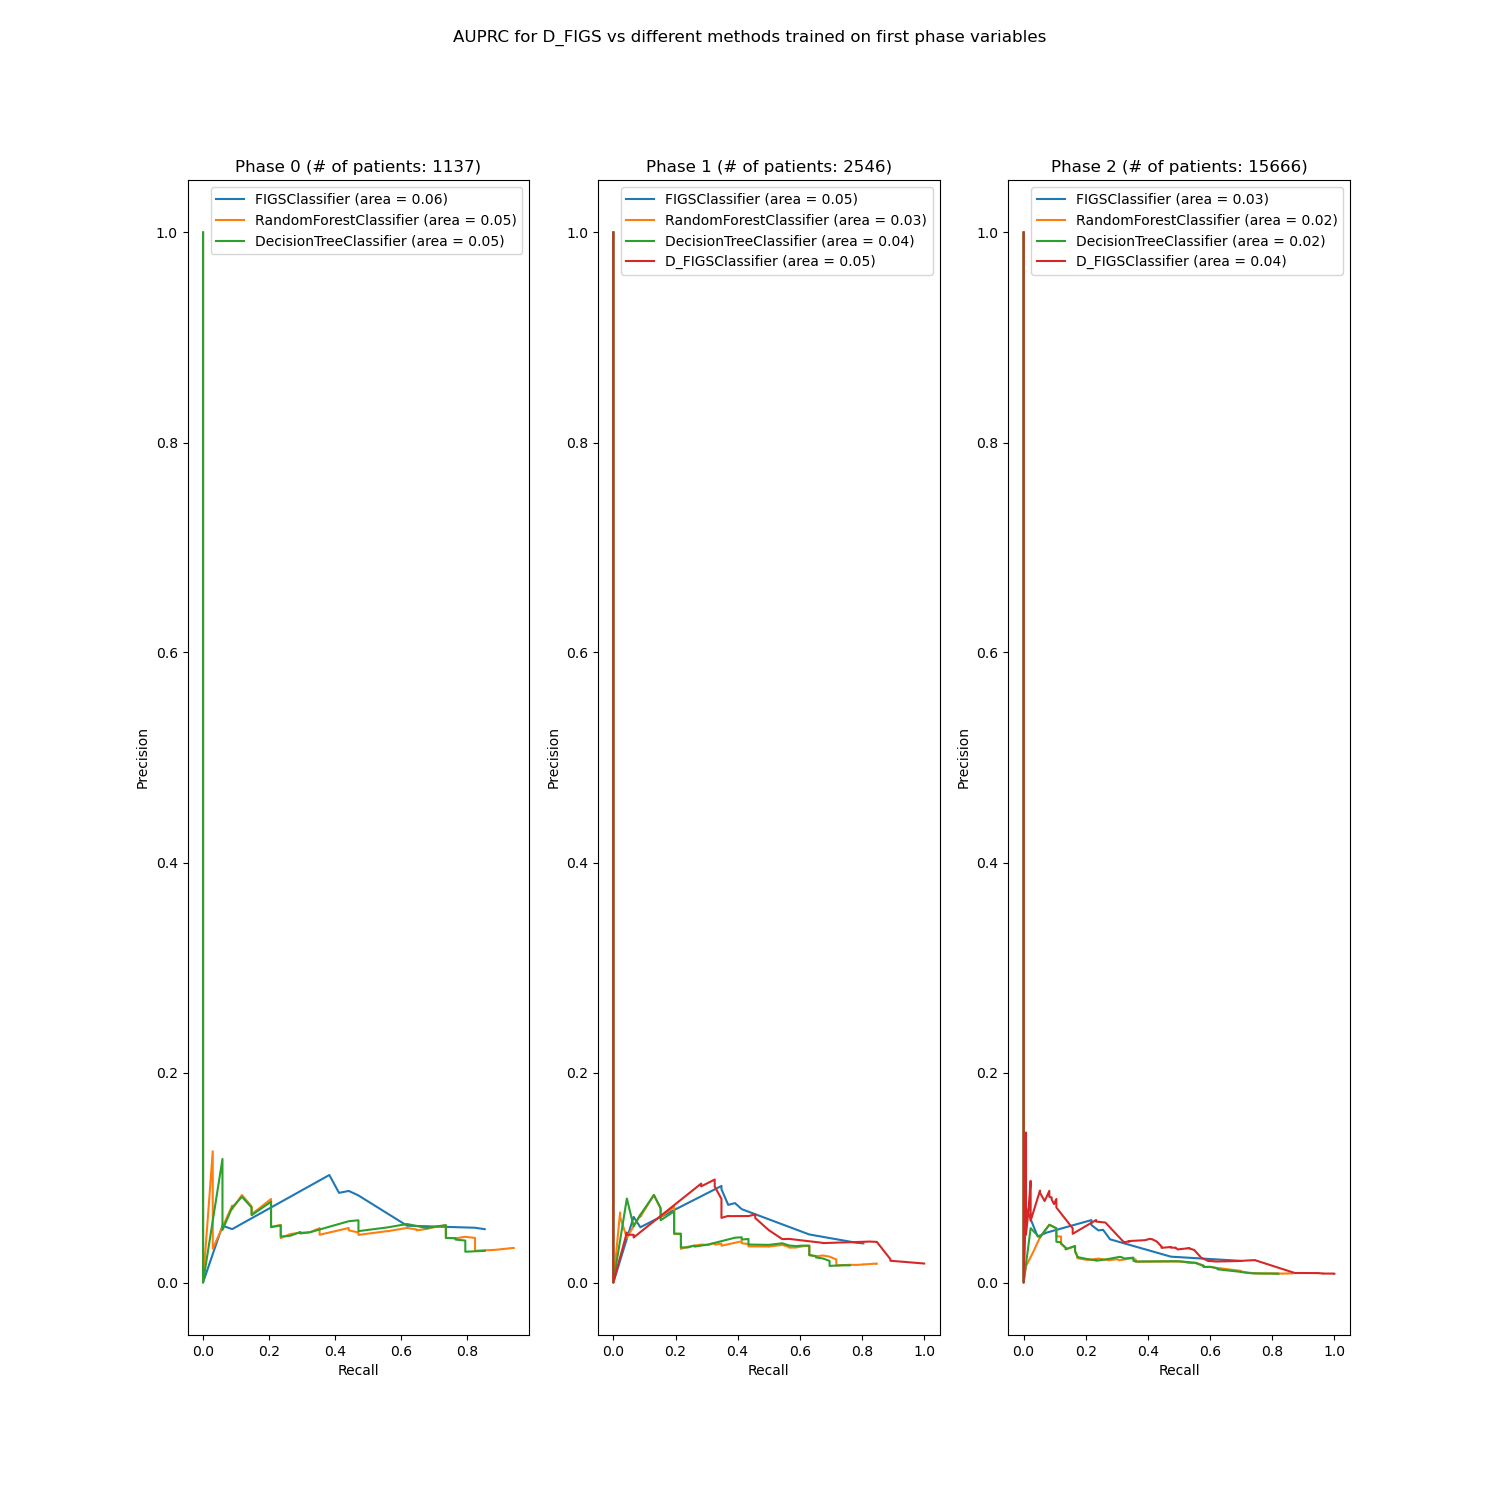 AUPRC for D_FIGS vs different methods trained on first phase variables
Phase 0 (# of patients: 1137)
FIGSClassifier (area = 0.06)
RandomForestClassifier (area = 0.05)
DecisionTreeClassifier (area = 0.05)
1.0
0.8
0.6
0.4
0.2
0.0
Precision
0.0 0.2 0.4 0.6 0.8
Recall
Phase 1 (# of patients: 2546)
FIGSClassifier (area = 0.05)
RandomForestClassifier (area = 0.03)
DecisionTreeClassifier (area = 0.04)
D_FIGSClassifier (area = 0.05)
1.0
0.8
0.6
0.4
0.2
0.0
Precision
0.0 0.2 0.4 0.6 0.8 1.0
Recall
Phase 2 (# of patients: 15666)
FIGSClassifier (area = 0.03)
RandomForestClassifier (area = 0.02)
DecisionTreeClassifier (area = 0.02)
D_FIGSClassifier (area = 0.04)
1.0
0.8
0.6
0.4
0.2
0.0
Precision
0.0 0.2 0.4 0.6 0.8 1.0
Recall